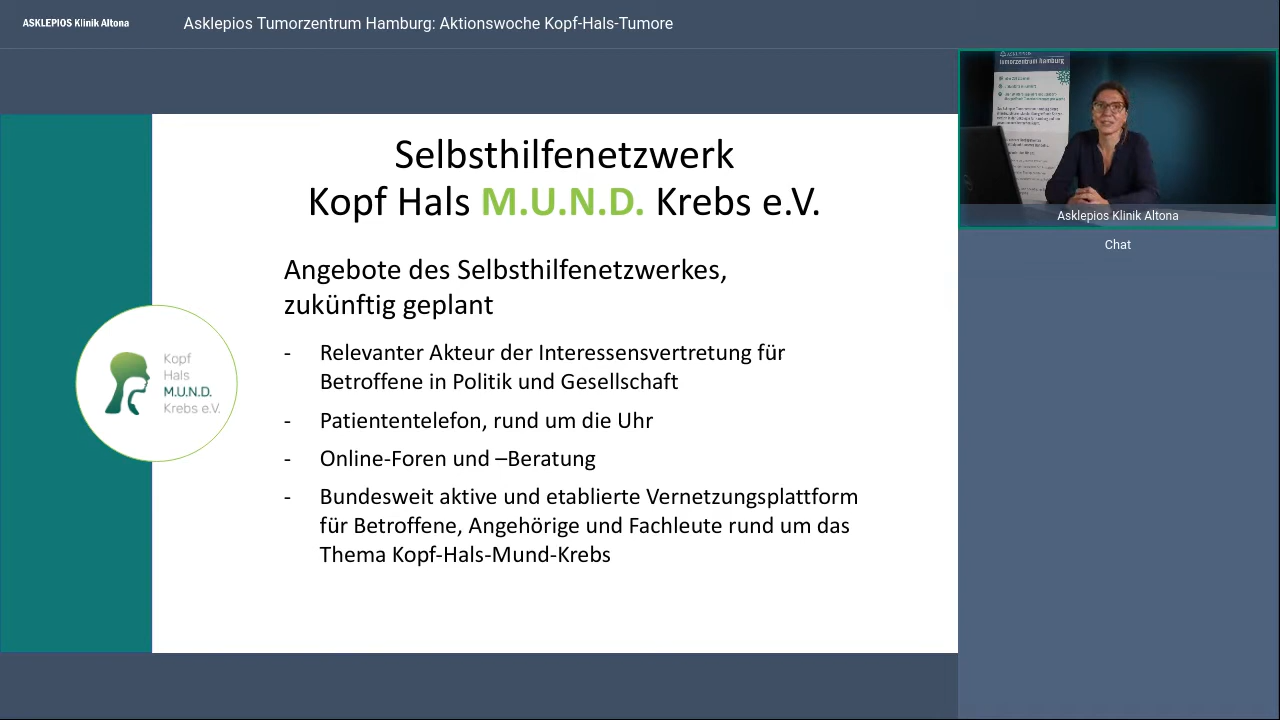 ASKLEPIOS Klinik Altona
Asklepios Tumorzentrum Hamburg: Aktionswoche Kopf-Hals-Tumore
Selbsthilfenetzwerk
Kopf Hals M.U.N.D. Krebs e.V.
Angebote des Selbsthilfenetzwerkes,
zukünftig geplant
- Relevanter Akteur der Interessensvertretung für
Betroffene in Politik und Gesellschaft
- Patiententelefon, rund um die Uhr
- Online-Foren und –Beratung
- Bundesweit aktive und etablierte Vernetzungsplattform
für Betroffene, Angehörige und Fachleute rund um das
Thema Kopf-Hals-Mund-Krebs
Kopf
Hals
M.U.N.D.
Krebs e.V.
tumorzentrum hamburg
Asklepios Klinik Altona
Chat